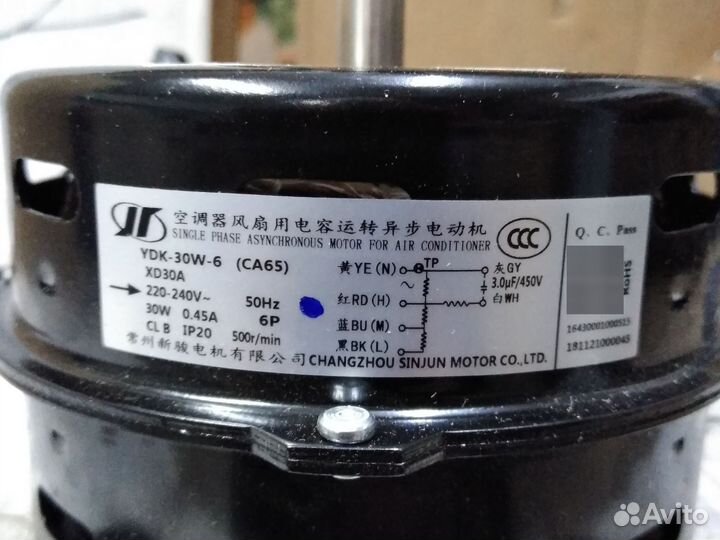 空调器风扇用电容运转异步电动机
SINGLE PHASE ASYNCHRONOUS MOTOR FOR AIR CONDITIONER
CCC
Q. C. Pass
YDK-30W-6 (CA65)
XD30A
220-240V~ 50Hz
30W 0.45A 6P
CL B IP20 500r/min
黄YE(N)
TP
灰GY
~
3.0μF/450V
红RD(H)
白WH
蓝BU(M)
黑BK(L)
RoHS
16430001000515
181121000045
常州新骏电机有限公司 CHANGZHOU SINJUN MOTOR CO.,LTD.
Avito